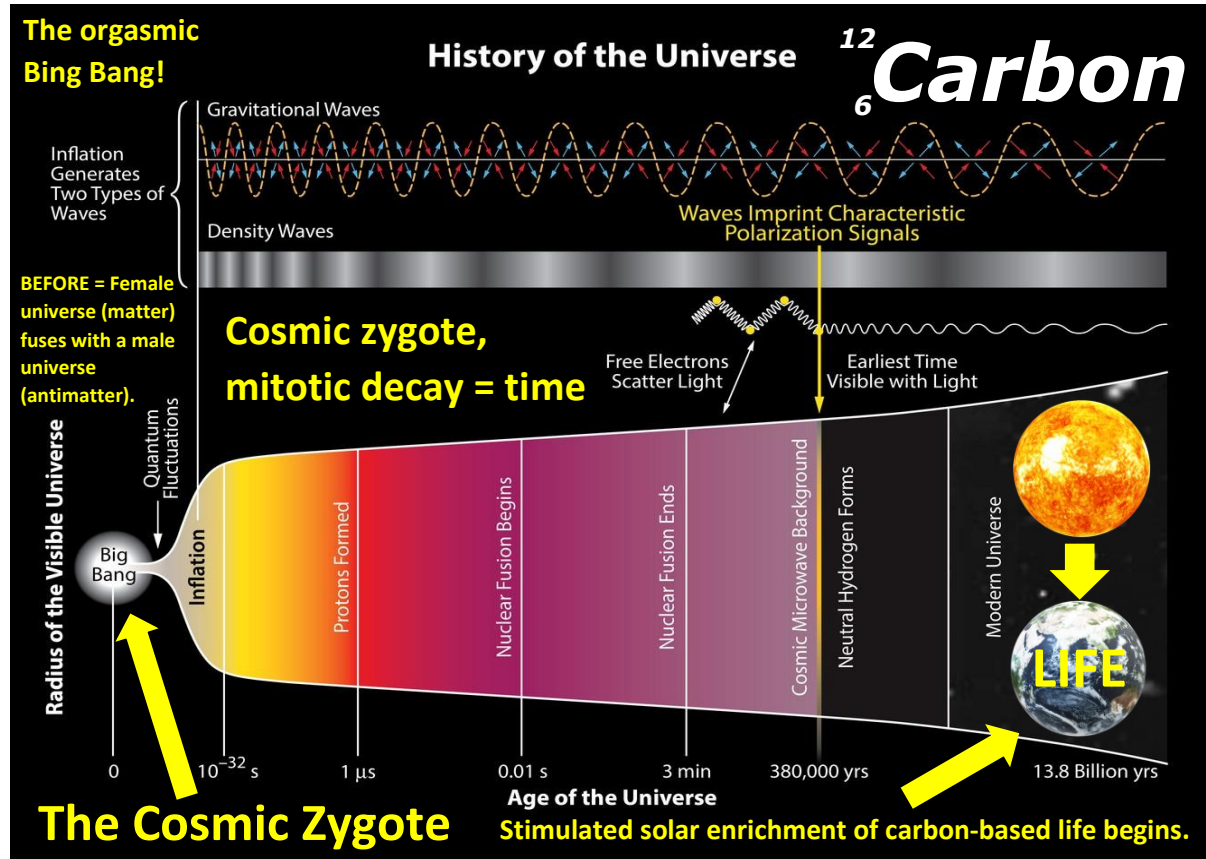 The orgasmic
Bing Bang!
History of the Universe
12
6
Carbon
Gravitational Waves
Inflation
Generates
Two Types of
Waves
Waves Imprint Characteristic
Polarization Signals
Density Waves
BEFORE = Female
universe (matter)
fuses with a male
universe
(antimatter).
Cosmic zygote,
mitotic decay = time
Free Electrons
Scatter Light
Earliest Time
Visible with Light
Radius of the Visible Universe
Quantum
Fluctuations
Big
Bang
Inflation
Protons Formed
Nuclear Fusion Begins
Nuclear Fusion Ends
Cosmic Microwave Background
Neutral Hydrogen Forms
Modern Universe
LIFE
0
10⁻³² s
1 µs
0.01 s
3 min
380,000 yrs
13.8 Billion yrs
Age of the Universe
The Cosmic Zygote
Stimulated solar enrichment of carbon-based life begins.